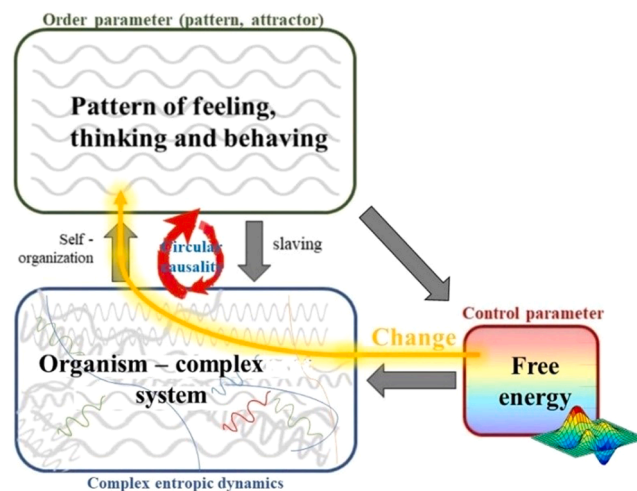 Order parameter (pattern, attractor)
Pattern of feeling,
thinking and behaving
Self -
organization
Circular
causality
slaving
Control parameter
Change
Free
energy
Organism – complex
system
Complex entropic dynamics